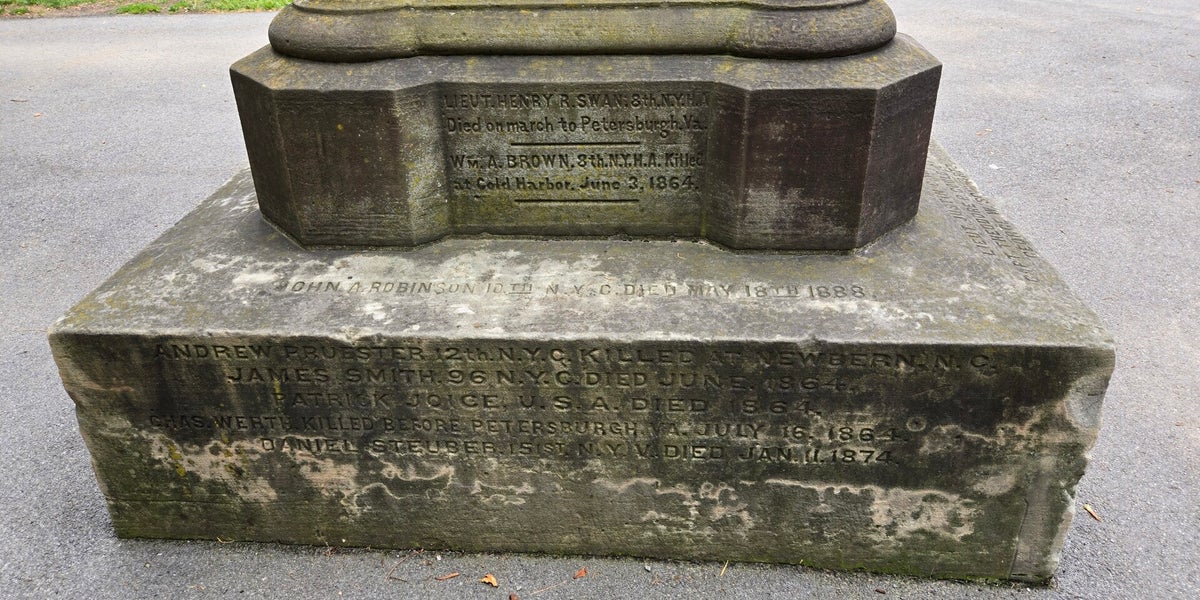 LIEUT. HENRY R. SWAN. 8th. N.Y.H.A
Died on march to Petersburgh. Va.
Wm. A. BROWN. 8th. N.Y.H.A. Killed
at Cold Harbor. June 3, 1864.
JOHN A. ROBINSON 10TH N.Y.C. DIED MAY 18TH 1888.
ANDREW PRUBSTER. 12th. N.Y.C. KILLED AT NEWBERN. N.C.
JAMES SMITH. 96 N.Y.C. DIED JUNE. 1864.
PATRICK JOICE, U.S.A. DIED 1864.
CHAS. WERTH. KILLED BEFORE PETERSBURGH, VA. JULY 16, 1864.
DANIEL STEUBER. 151st. N.Y.V. DIED JAN. 11. 1874.